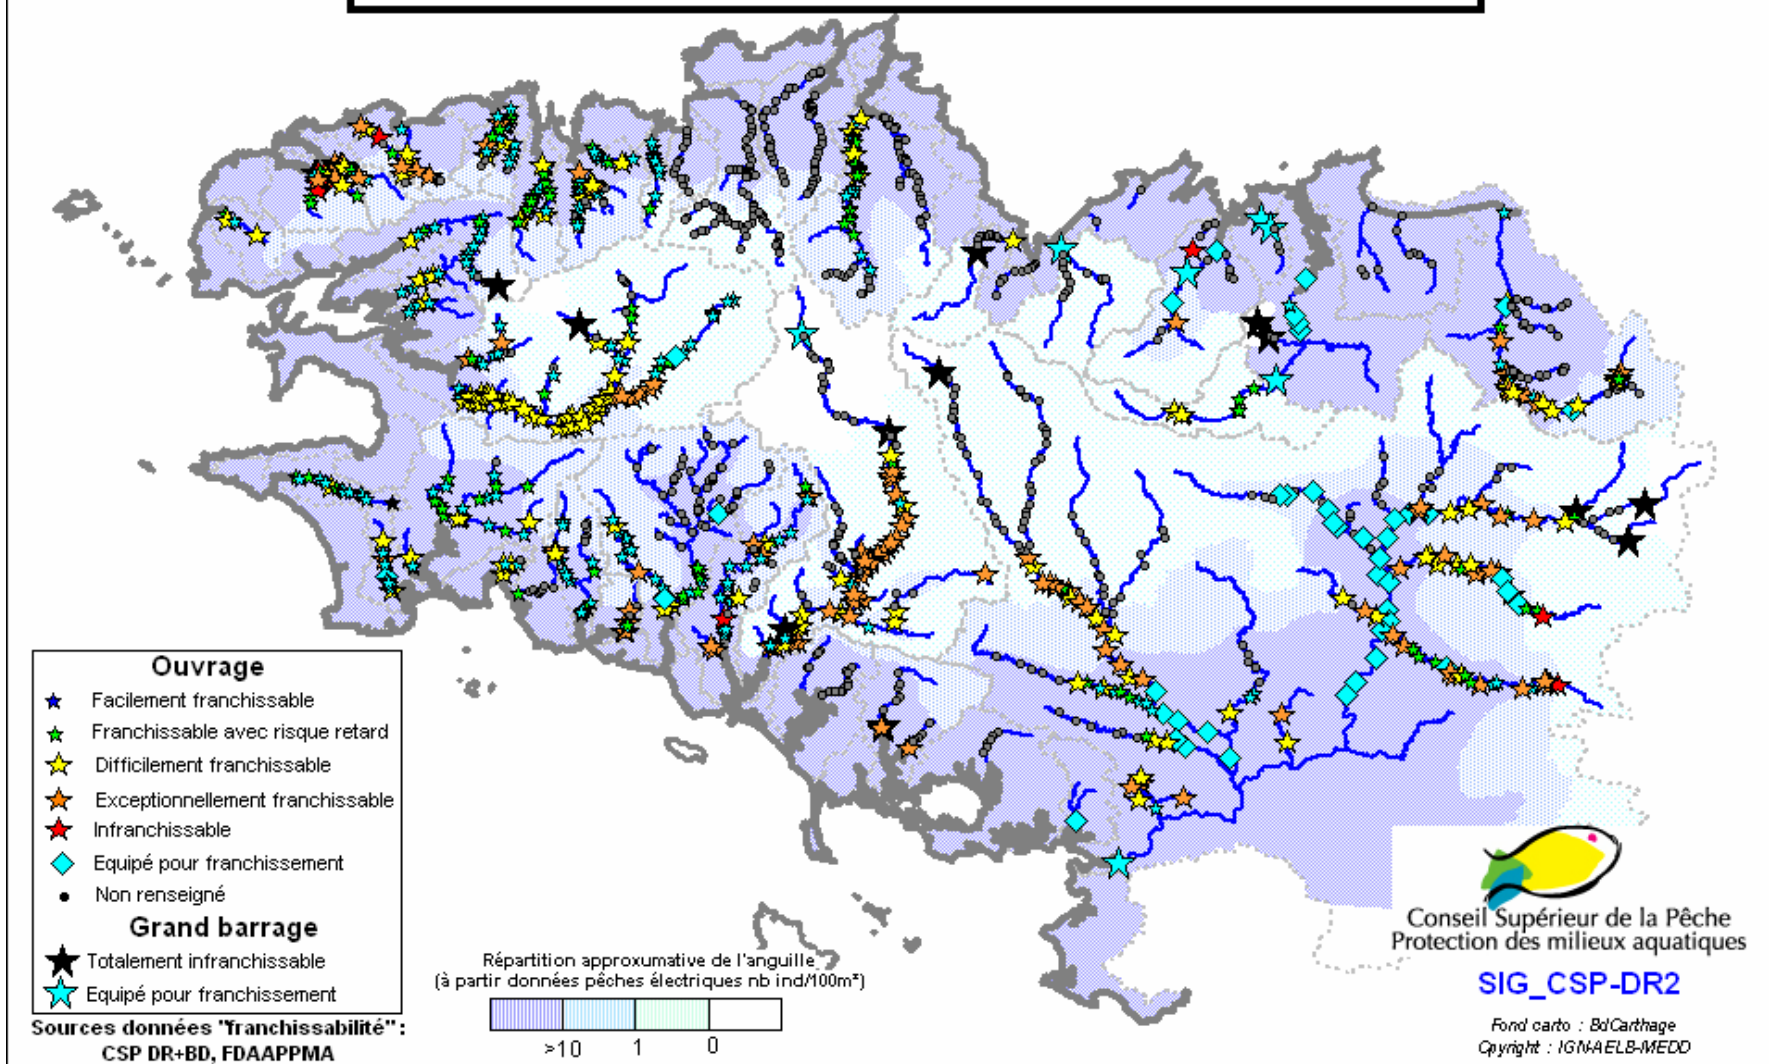 Ouvrage
Facilement franchissable
Franchissable avec risque retard
Difficilement franchissable
Exceptionnellement franchissable
Infranchissable
Equipé pour franchissement
Non renseigné
Grand barrage
Totalement infranchissable
Equipé pour franchissement
Sources données "franchissabilité" :
CSP DR+BD, FDAAPPMA
Répartition approxumative de l'anguille
(à partir données pêches électriques nb ind/100m²)
>10 1 0
Conseil Supérieur de la Pêche
Protection des milieux aquatiques
SIG_CSP-DR2
Fond carto : BdCarthage
Cpyright : IGN-AELB-MEDD